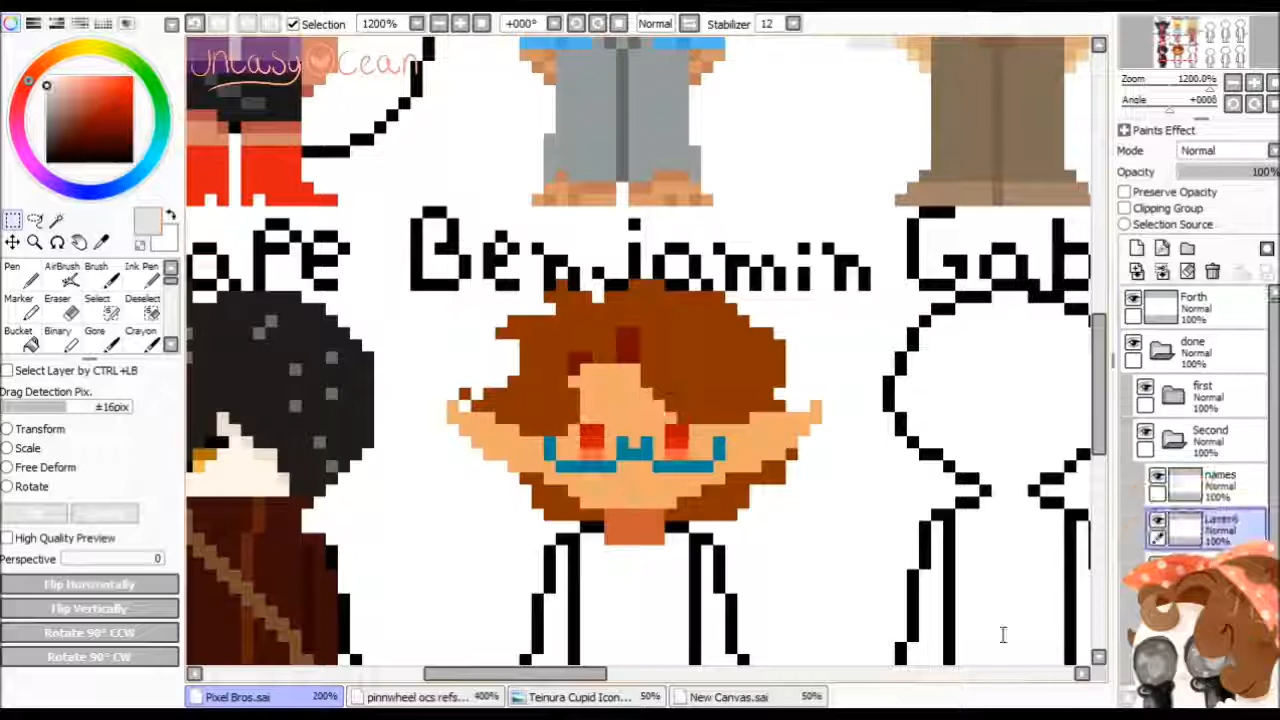 Selection 1200% +000° Normal Stabilizer 12
UneasyOcean
Zoom 1200.0%
Angle +0008
Paints Effect
Mode Normal
Opacity 100%
Preserve Opacity
Clipping Group
Selection Source
Pen AirBrush Brush Ink Pen
Marker Eraser Select Deselect
Bucket Binary Gore Crayon
Select Layer by CTRL+LB
Drag Detection Pix.
±16pix
Transform
Scale
Free Deform
Rotate
High Quality Preview
Perspective 0
Flip Horizontally
Flip Vertically
Rotate 90° CCW
Rotate 90° CW
Benjamin
Gab
Forth
Normal
100%
done
Normal
100%
first
Normal
100%
Second
Normal
100%
names
Normal
100%
Layer6
Normal
100%
Pixel Bros.sai 200% pinnwheel ocs refs... 400% Teinura Cupid Icon... 50% New Canvas.sai 50%